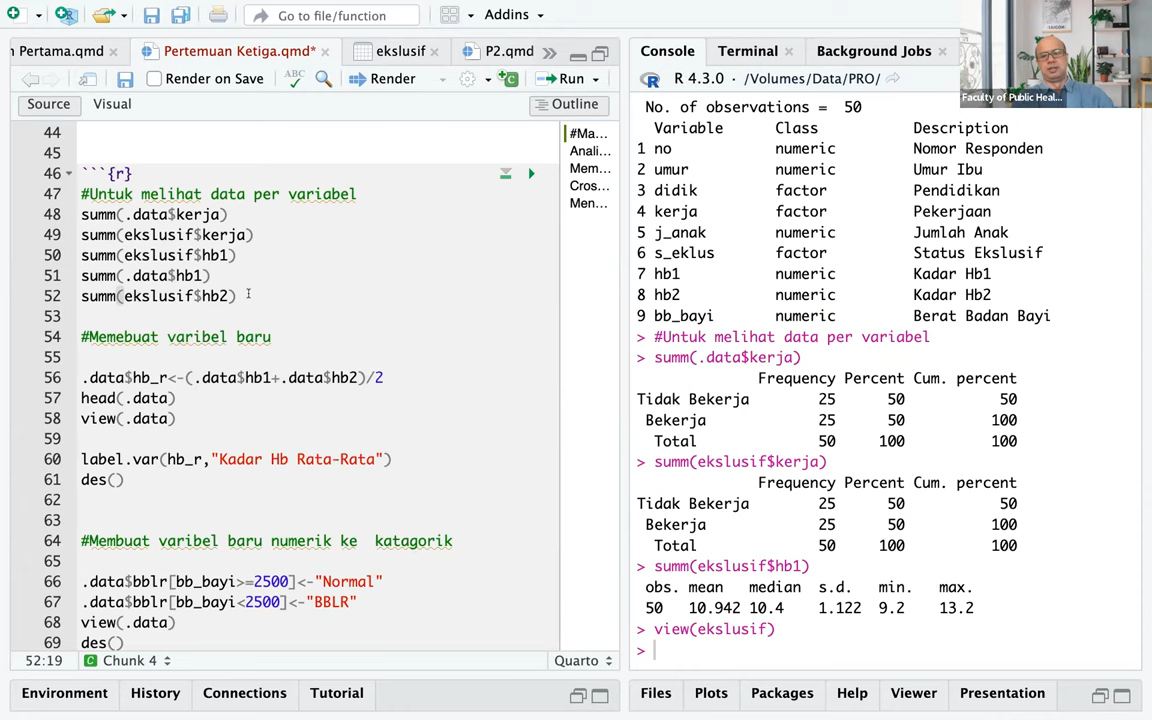 Go to file/function
Addins
n Pertama.qmd
Pertemuan Ketiga.qmd*
ekslusif
P2.qmd
Render on Save
ABC
Render
Run
Source
Visual
Outline
44
45
46 ```{r}
47 #Untuk melihat data per variabel
48 summ(.data$kerja)
49 summ(ekslusif$kerja)
50 summ(ekslusif$hb1)
51 summ(.data$hb1)
52 summ(ekslusif$hb2)
53
54 #Memebuat varibel baru
55
56 .data$hb_r<-(.data$hb1+.data$hb2)/2
57 head(.data)
58 view(.data)
59
60 label.var(hb_r,"Kadar Hb Rata-Rata")
61 des()
62
63
64 #Membuat varibel baru numerik ke katagorik
65
66 .data$bblr[bb_bayi>=2500]<-"Normal"
67 .data$bblr[bb_bayi<2500]<-"BBLR"
68 view(.data)
69 des()
#Ma...
Anali...
Mem...
Cros...
Men...
52:19
Chunk 4
Quarto
Environment
History
Connections
Tutorial
Console
Terminal
Background Jobs
R 4.3.0 · /Volumes/Data/PRO/
No. of observations = 50
Variable Class Description
1 no numeric Nomor Responden
2 umur numeric Umur Ibu
3 didik factor Pendidikan
4 kerja factor Pekerjaan
5 j_anak numeric Jumlah Anak
6 s_eklus factor Status Ekslusif
7 hb1 numeric Kadar Hb1
8 hb2 numeric Kadar Hb2
9 bb_bayi numeric Berat Badan Bayi
> #Untuk melihat data per variabel
> summ(.data$kerja)
Frequency Percent Cum. percent
Tidak Bekerja 25 50 50
Bekerja 25 50 100
Total 50 100 100
> summ(ekslusif$kerja)
Frequency Percent Cum. percent
Tidak Bekerja 25 50 50
Bekerja 25 50 100
Total 50 100 100
> summ(ekslusif$hb1)
obs. mean median s.d. min. max.
50 10.942 10.4 1.122 9.2 13.2
> view(ekslusif)
>
Files
Plots
Packages
Help
Viewer
Presentation
Faculty of Public Heal...